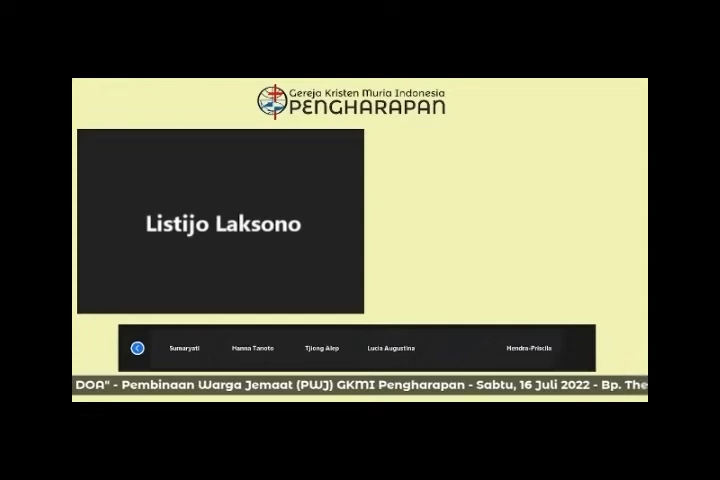 Gereja Kristen Muria Indonesia
PENGHARAPAN
Listijo Laksono
Sumaryati Hanna Tanoto Tjiong Alep Lucia Augustina Hendra-Priscila
DOA" - Pembinaan Warga Jemaat (PWJ) GKMI Pengharapan - Sabtu, 16 Juli 2022 - Bp. The